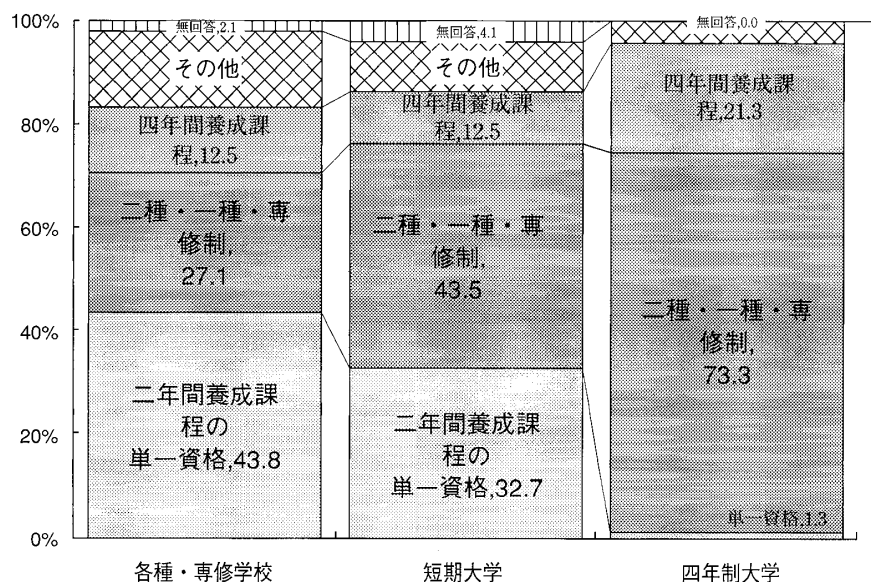 100%
80%
60%
40%
20%
0%
無回答,2.1
その他
四年間養成課
程,12.5
二種・一種・専
修制,
27.1
二年間養成課
程の
単一資格,43.8
各種・専修学校
無回答,4.1
その他
四年間養成課
程,12.5
二種・一種・専
修制,
43.5
二年間養成課
程の
単一資格,32.7
短期大学
無回答,0.0
四年間養成課
程,21.3
二種・一種・専
修制,
73.3
単一資格,1.3
四年制大学